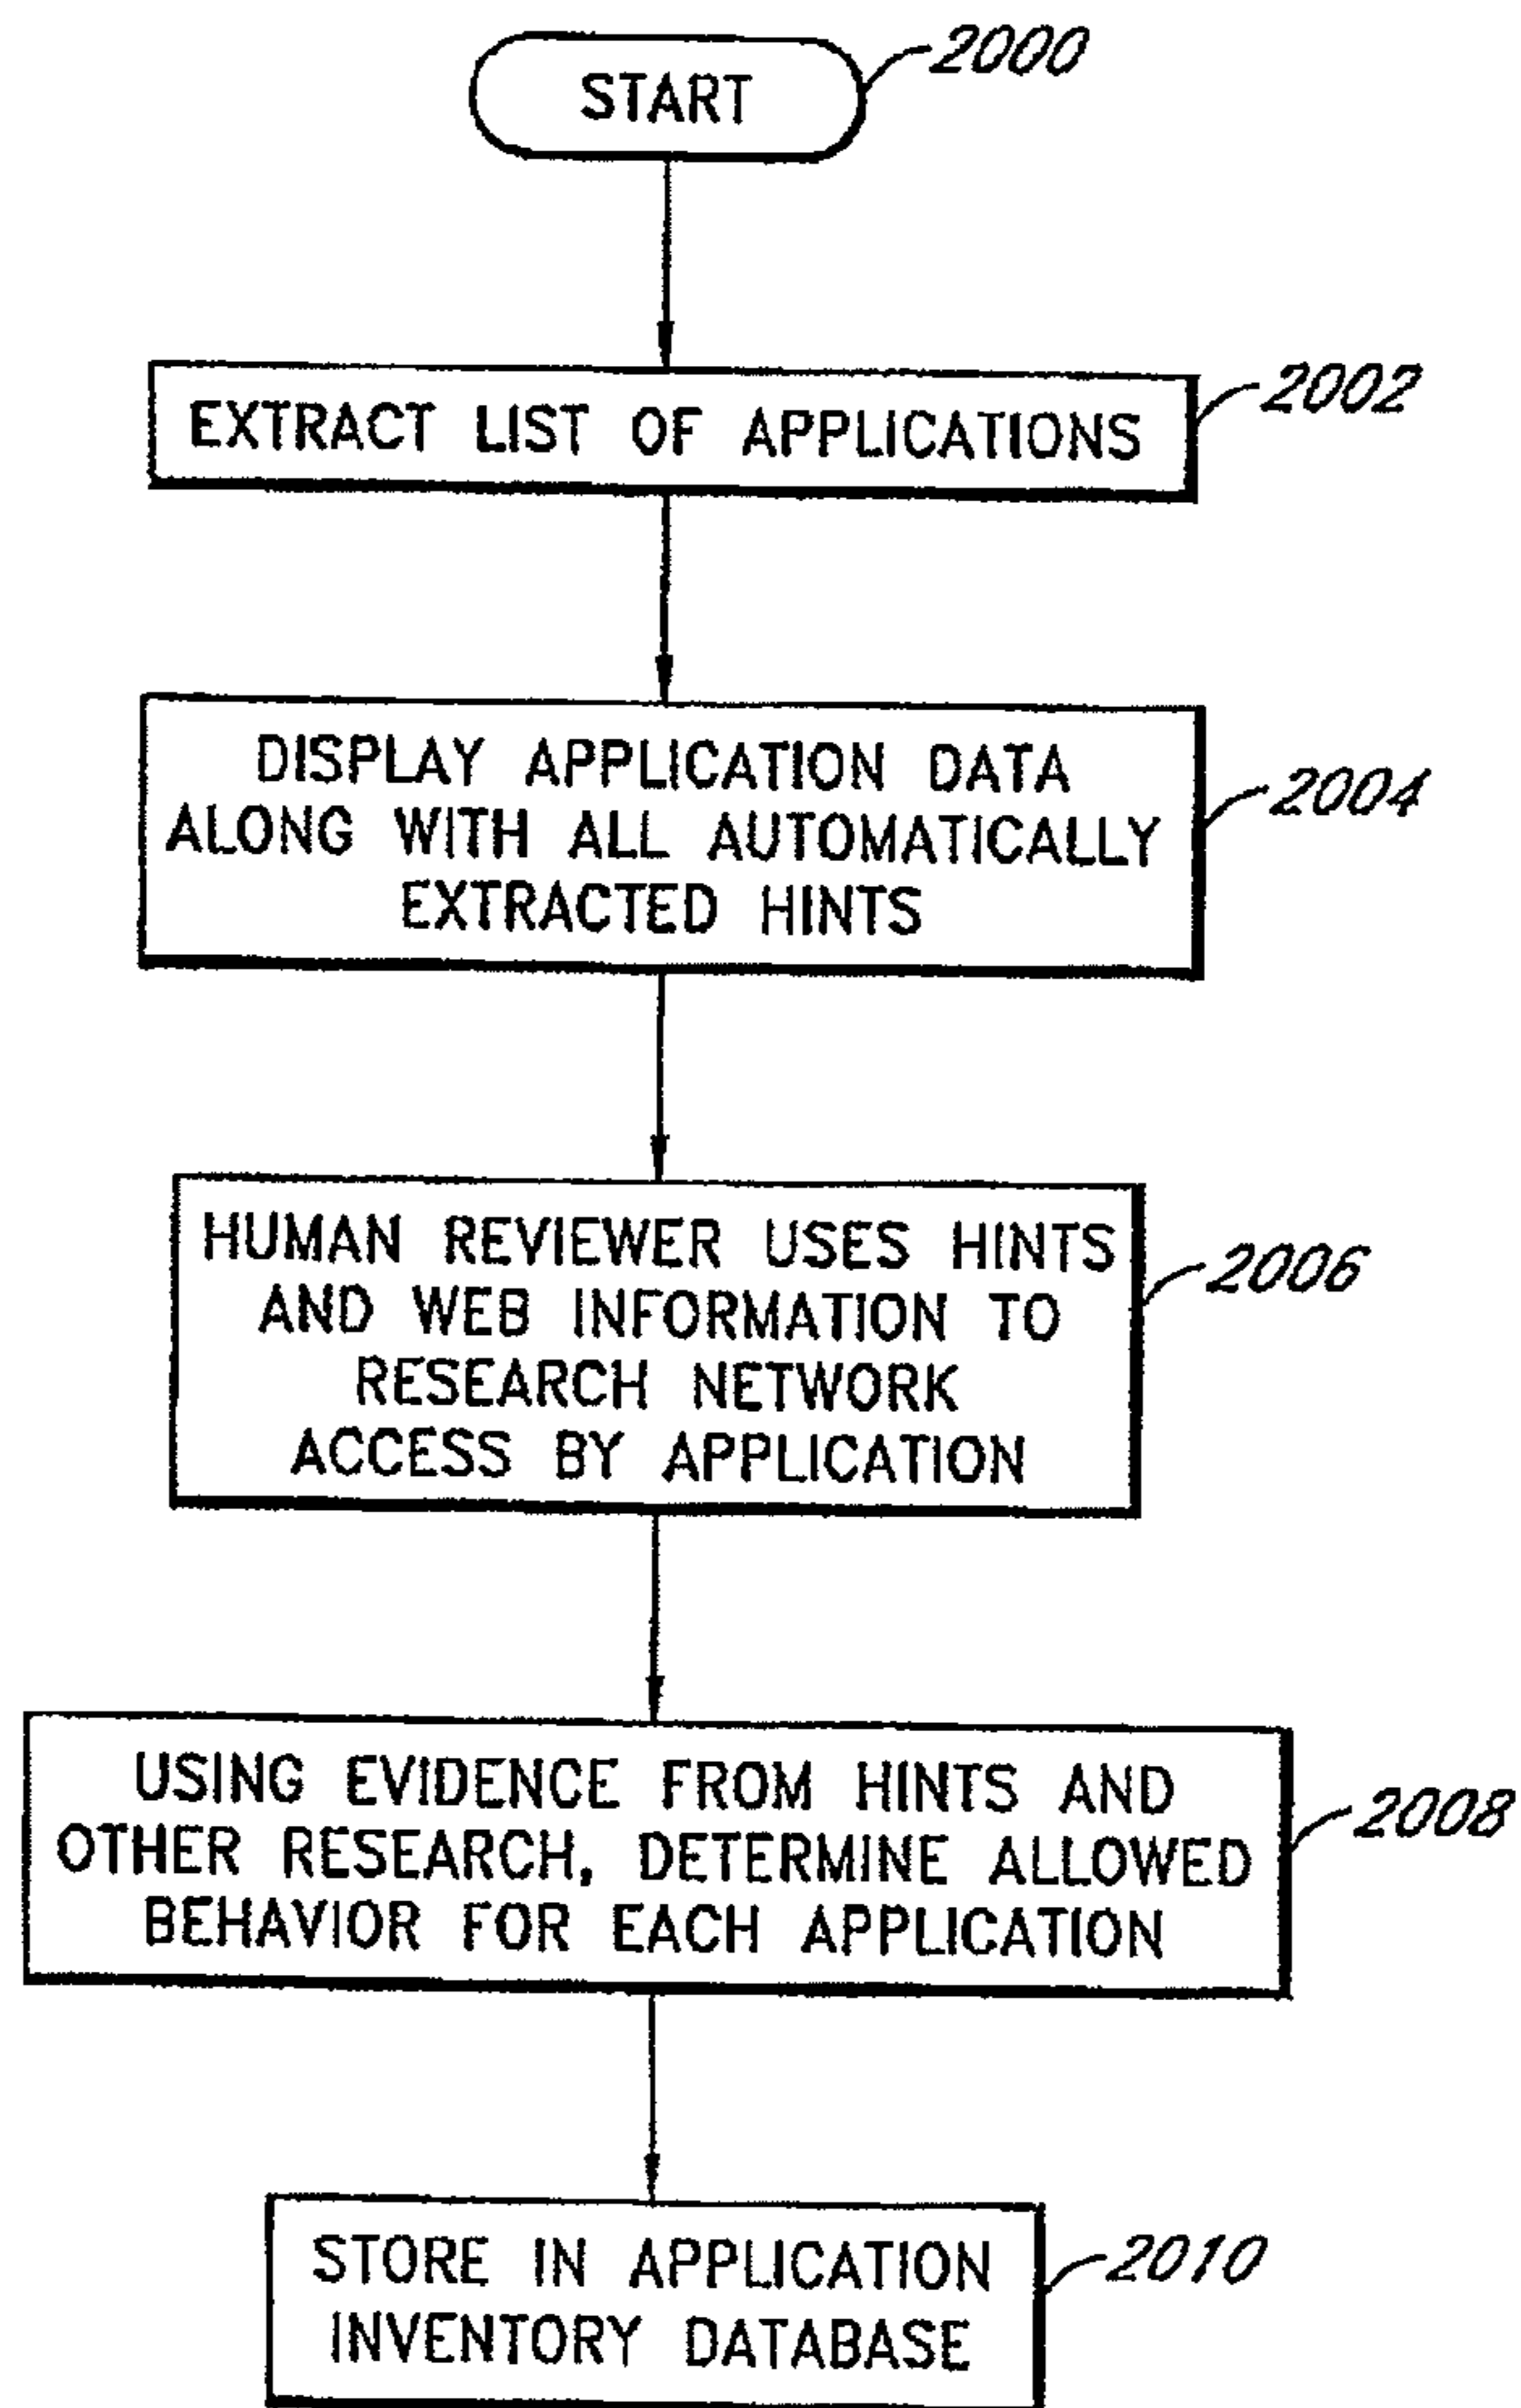 START
2000
EXTRACT LIST OF APPLICATIONS
2002
DISPLAY APPLICATION DATA
ALONG WITH ALL AUTOMATICALLY
EXTRACTED HINTS
2004
HUMAN REVIEWER USES HINTS
AND WEB INFORMATION TO
RESEARCH NETWORK
ACCESS BY APPLICATION
2006
USING EVIDENCE FROM HINTS AND
OTHER RESEARCH, DETERMINE ALLOWED
BEHAVIOR FOR EACH APPLICATION
2008
STORE IN APPLICATION
INVENTORY DATABASE
2010